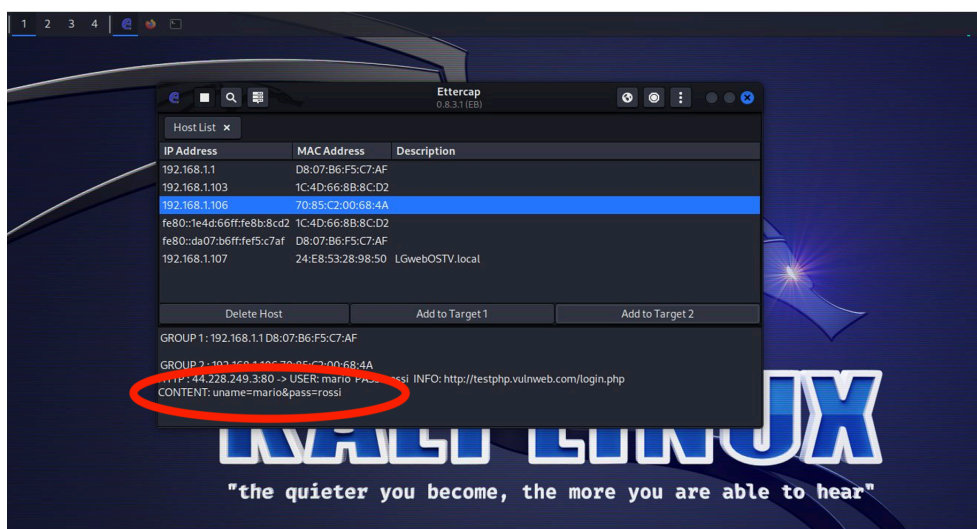 1 2 3 4
Ettercap
0.8.3.1 (EB)
Host List ×
IP Address MAC Address Description
192.168.1.1 D8:07:B6:F5:C7:AF
192.168.1.103 1C:4D:66:8B:8C:D2
192.168.1.106 70:85:C2:00:68:4A
fe80::1e4d:66ff:fe8b:8cd2 1C:4D:66:8B:8C:D2
fe80::da07:b6ff:fef5:c7af D8:07:B6:F5:C7:AF
192.168.1.107 24:E8:53:28:98:50 LGwebOSTV.local
Delete Host Add to Target 1 Add to Target 2
GROUP 1 : 192.168.1.1 D8:07:B6:F5:C7:AF
GROUP 2 : 192.168.1.106 70:85:C2:00:68:4A
HTTP : 44.228.249.3:80 -> USER: mario PASS: rossi INFO: http://testphp.vulnweb.com/login.php
CONTENT: uname=mario&pass=rossi
KALI LINUX
"the quieter you become, the more you are able to hear"